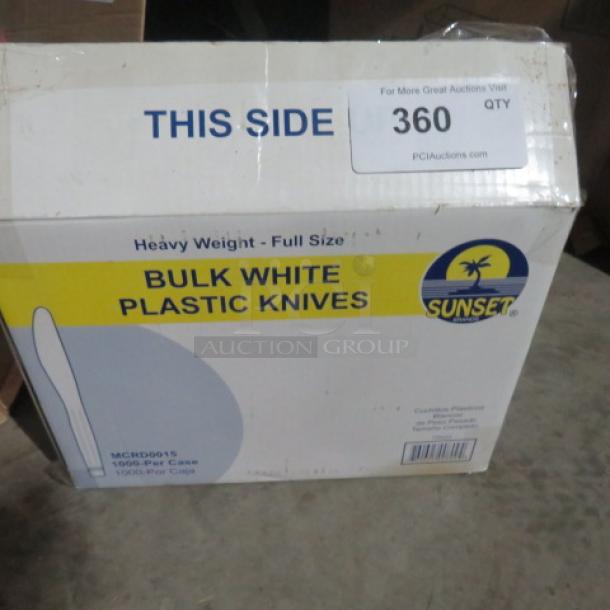 For More Great Auctions Visit
THIS SIDE
360 QTY
PCIAuctions.com
Heavy Weight - Full Size
BULK WHITE
PLASTIC KNIVES
SUNSET®
PCI
AUCTION GROUP
Cuchillos Plasticos
Blancos
de Peso Pesado
Tamaño Completo
MCRD0015
1000-Per Case
1000-Por Caja